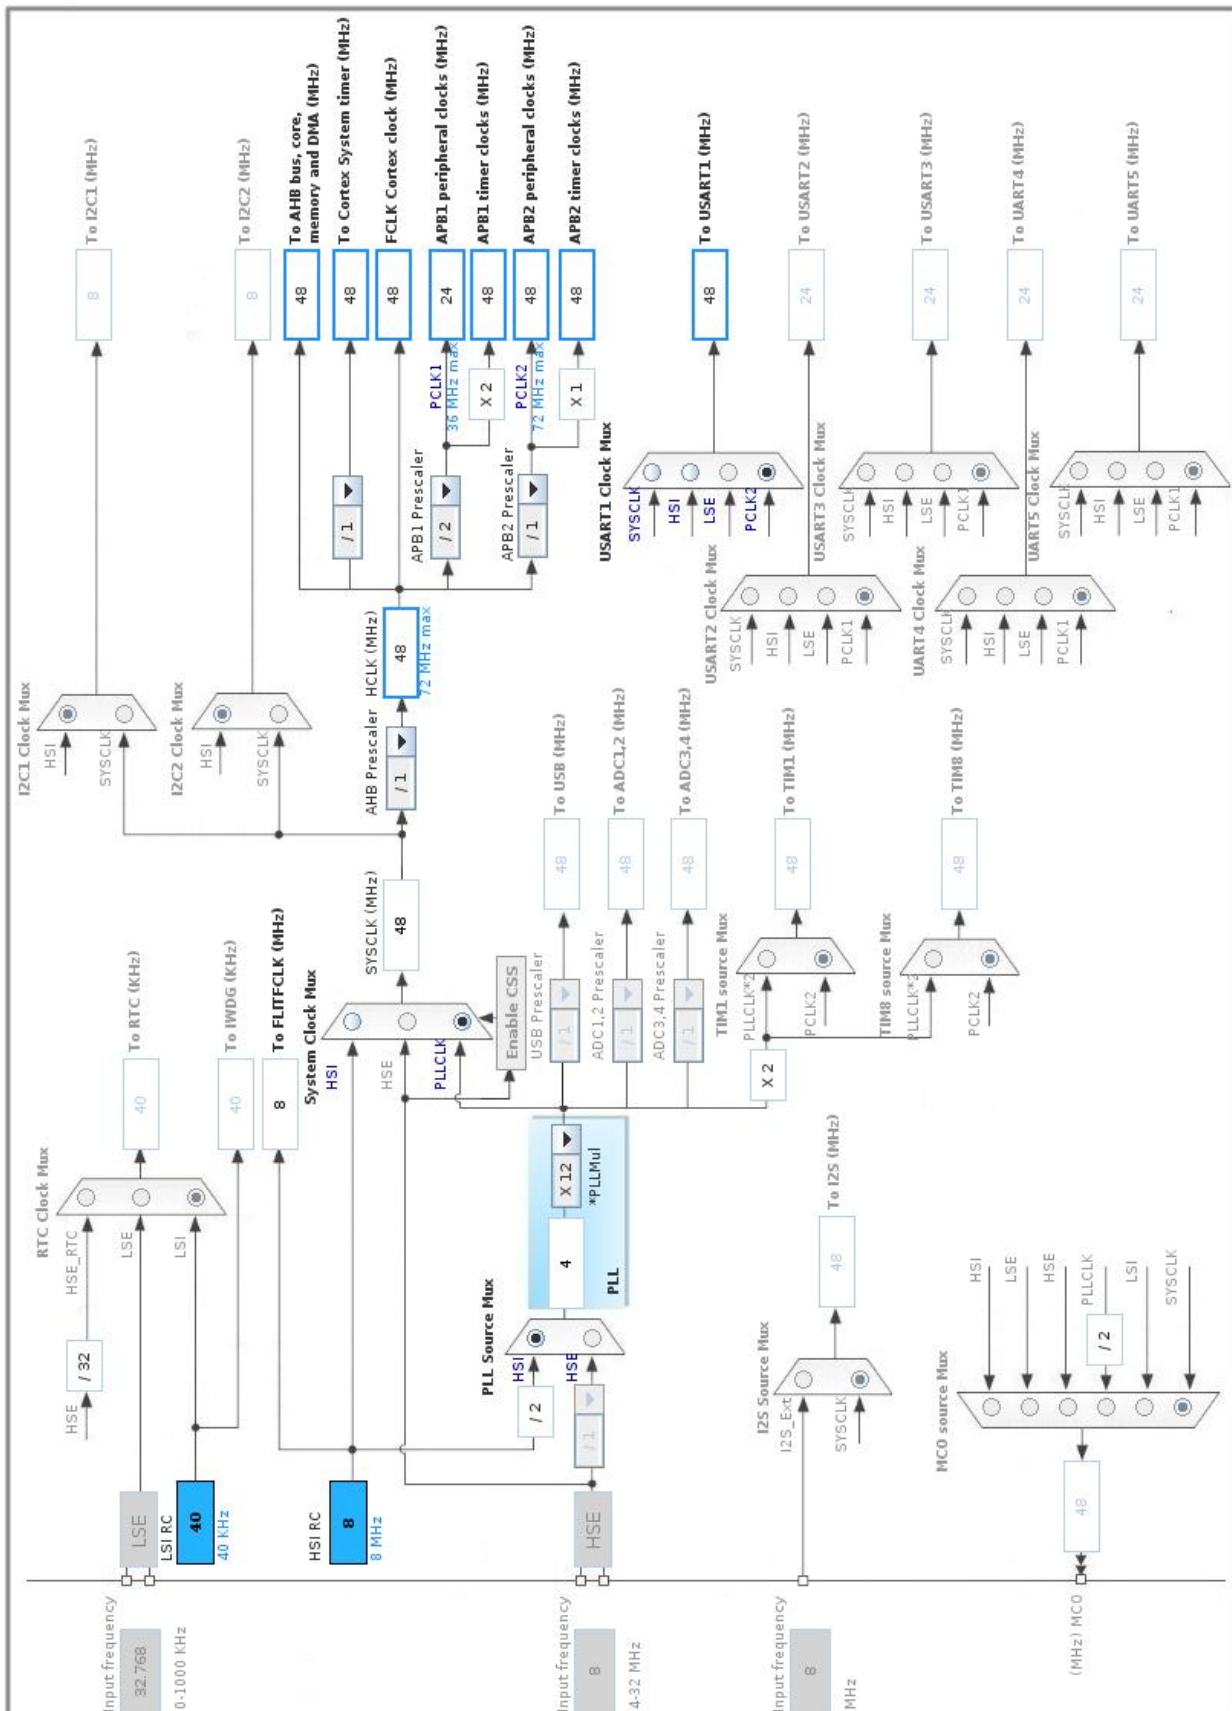 Input frequency
32.768
0-1000 KHz
LSE
LSI RC
40
40 KHz
HSE
/ 32
HSE_RTC
LSE
LSI
RTC Clock Mux
40
To RTC (KHz)
40
To IWDG (KHz)
8
To FLITFCLK (MHz)
HSI RC
8
8 MHz
Input frequency
8
4-32 MHz
HSE
/ 2
/ 1
PLL Source Mux
HSI
HSE
4
X 12
*PLLMul
PLL
System Clock Mux
HSI
HSE
PLLCLK
Enable CSS
SYSCLK (MHz)
48
AHB Prescaler
/ 1
HCLK (MHz)
48
72 MHz max
I2C1 Clock Mux
HSI
SYSCLK
8
To I2C1 (MHz)
I2C2 Clock Mux
HSI
SYSCLK
8
To I2C2 (MHz)
48
To AHB bus, core,
memory and DMA (MHz)
/ 1
48
To Cortex System timer (MHz)
48
FCLK Cortex clock (MHz)
APB1 Prescaler
/ 2
PCLK1
36 MHz max
24
APB1 peripheral clocks (MHz)
X 2
48
APB1 timer clocks (MHz)
APB2 Prescaler
/ 1
PCLK2
72 MHz max
48
APB2 peripheral clocks (MHz)
X 1
48
APB2 timer clocks (MHz)
USB Prescaler
/ 1
48
To USB (MHz)
ADC1,2 Prescaler
/ 1
48
To ADC1,2 (MHz)
ADC3,4 Prescaler
/ 1
48
To ADC3,4 (MHz)
X 2
TIM1 source Mux
PLLCLK*2
PCLK2
48
To TIM1 (MHz)
TIM8 source Mux
PLLCLK*2
PCLK2
48
To TIM8 (MHz)
USART1 Clock Mux
SYSCLK
HSI
LSE
PCLK2
48
To USART1 (MHz)
USART2 Clock Mux
SYSCLK
HSI
LSE
PCLK1
24
To USART2 (MHz)
USART3 Clock Mux
SYSCLK
HSI
LSE
PCLK1
24
To USART3 (MHz)
UART4 Clock Mux
SYSCLK
HSI
LSE
PCLK1
24
To UART4 (MHz)
UART5 Clock Mux
SYSCLK
HSI
LSE
PCLK1
24
To UART5 (MHz)
Input frequency
8
MHz
I2S Source Mux
I2S_Ext
SYSCLK
48
To I2S (MHz)
MCO source Mux
HSI
LSE
HSE
PLLCLK
/ 2
LSI
SYSCLK
48
(MHz) MCO